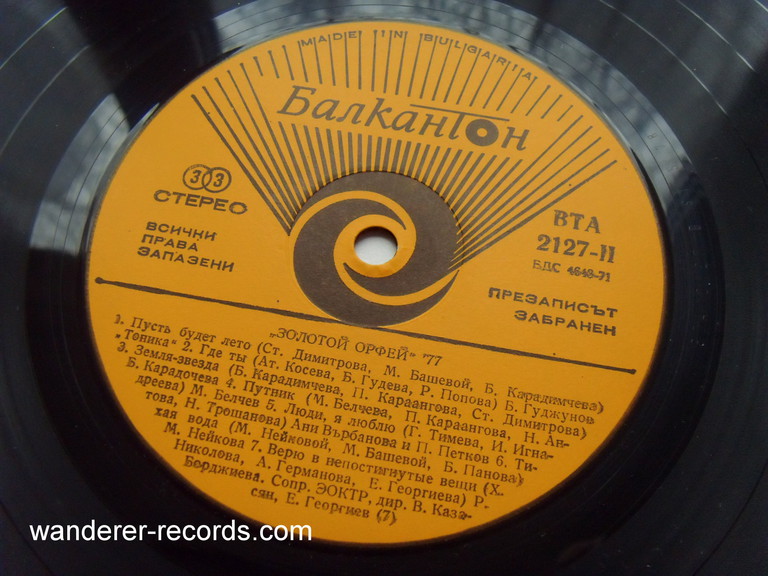 MADE IN BULGARIA
Балкантон
33
СТЕРЕО
ВСИЧКИ
ПРАВА
ЗАПАЗЕНИ
ВТА
2127-II
БДС 4648-71
ПРЕЗАПИСЪТ
ЗАБРАНЕН
„ЗОЛОТОЙ ОРФЕЙ» '77
1. Пусть будет лето (Ст. Димитрова, М. Башевой, Б. Карадимчева)
„Тоника“ 2. Где ты (Ат. Косева, Б. Гудева, Р. Попова) Б. Гуджунов
3. Земля-звезда (Б. Карадимчева, П. Караангова, Ст. Димитрова)
Б. Карадочева 4. Путник (М. Белчева, П. Караангова, Н. Ан-
дреева) М. Белчев 5. Люди, я люблю (Г. Тимева, И. Игна-
това, Н. Трошанова) Ани Върбанова и П. Петков 6. Ти-
хая вода (М. Нейковой, М. Башевой, Б. Панова)
М. Нейкова 7. Верю в непостигнутые вещи (Х.
Николова, А. Германова, Е. Георгиева) Р.
Борджиева. Сопр. ЭОКТР, дир. В. Каза-
сян, Е. Георгиев (7)
wanderer-records.com